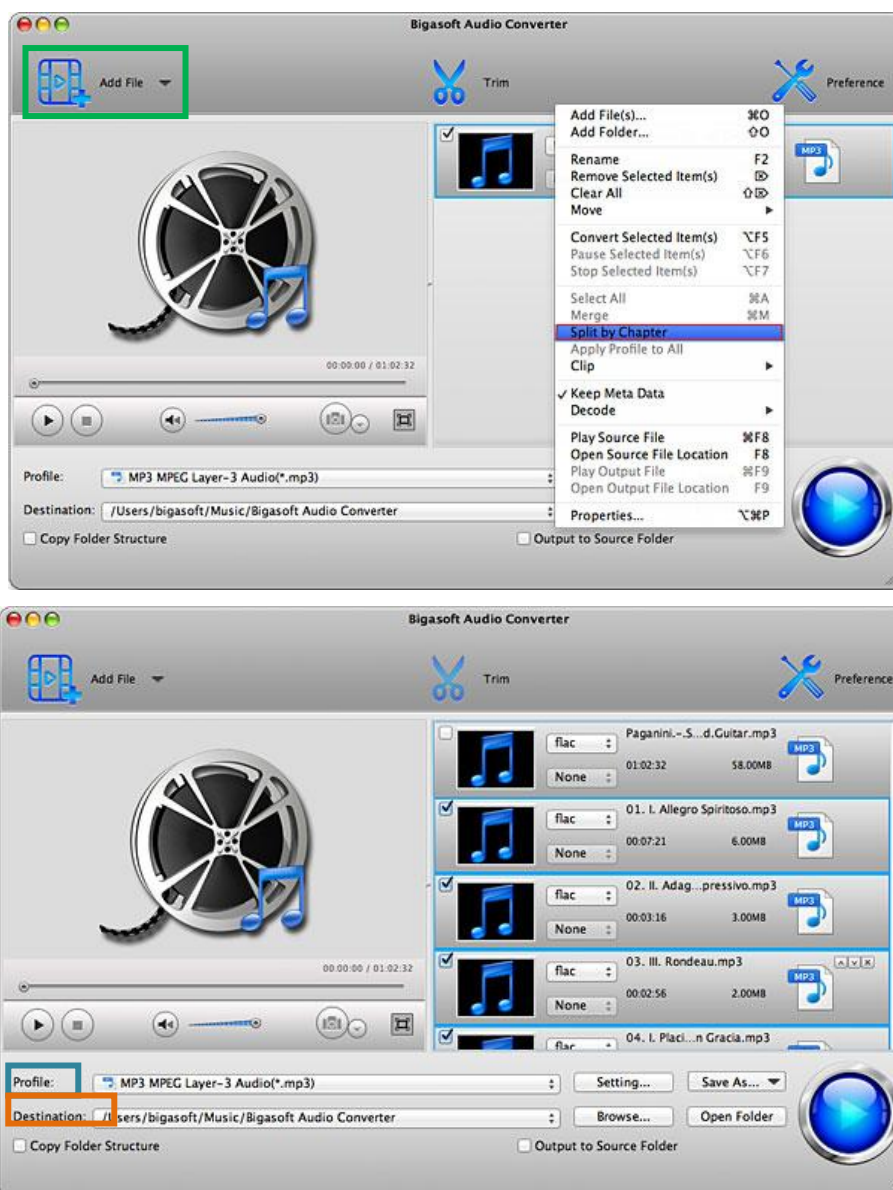 Bigasoft Audio Converter
Add File
Trim
Preference
Add File(s)... ⌘O
Add Folder... ⇧O
Rename F2
Remove Selected Item(s) ⌦
Clear All ⇧⌦
Move
Convert Selected Item(s) ⌥F5
Pause Selected Item(s) ⌥F6
Stop Selected Item(s) ⌥F7
Select All ⌘A
Merge ⌘M
Split by Chapter
Apply Profile to All
Clip
✓ Keep Meta Data
Decode
Play Source File ⌘F8
Open Source File Location F8
Play Output File ⌘F9
Open Output File Location F9
Properties... ⌥⌘P
MP3
00:00:00 / 01:02:32
Profile: MP3 MPEG Layer-3 Audio(*.mp3)
Destination: /Users/bigasoft/Music/Bigasoft Audio Converter
Copy Folder Structure Output to Source Folder
Bigasoft Audio Converter
Add File
Trim
Preference
flac Paganini.-.S...d.Guitar.mp3
None 01:02:32 58.00MB MP3
flac 01. I. Allegro Spiritoso.mp3
None 00:07:21 6.00MB MP3
flac 02. II. Adag...pressivo.mp3
None 00:03:16 3.00MB MP3
flac 03. III. Rondeau.mp3
None 00:02:56 2.00MB MP3
flac 04. I. Placi...n Gracia.mp3
00:00:00 / 01:02:32
Profile: MP3 MPEG Layer-3 Audio(*.mp3) Setting... Save As...
Destination: /Users/bigasoft/Music/Bigasoft Audio Converter Browse... Open Folder
Copy Folder Structure Output to Source Folder